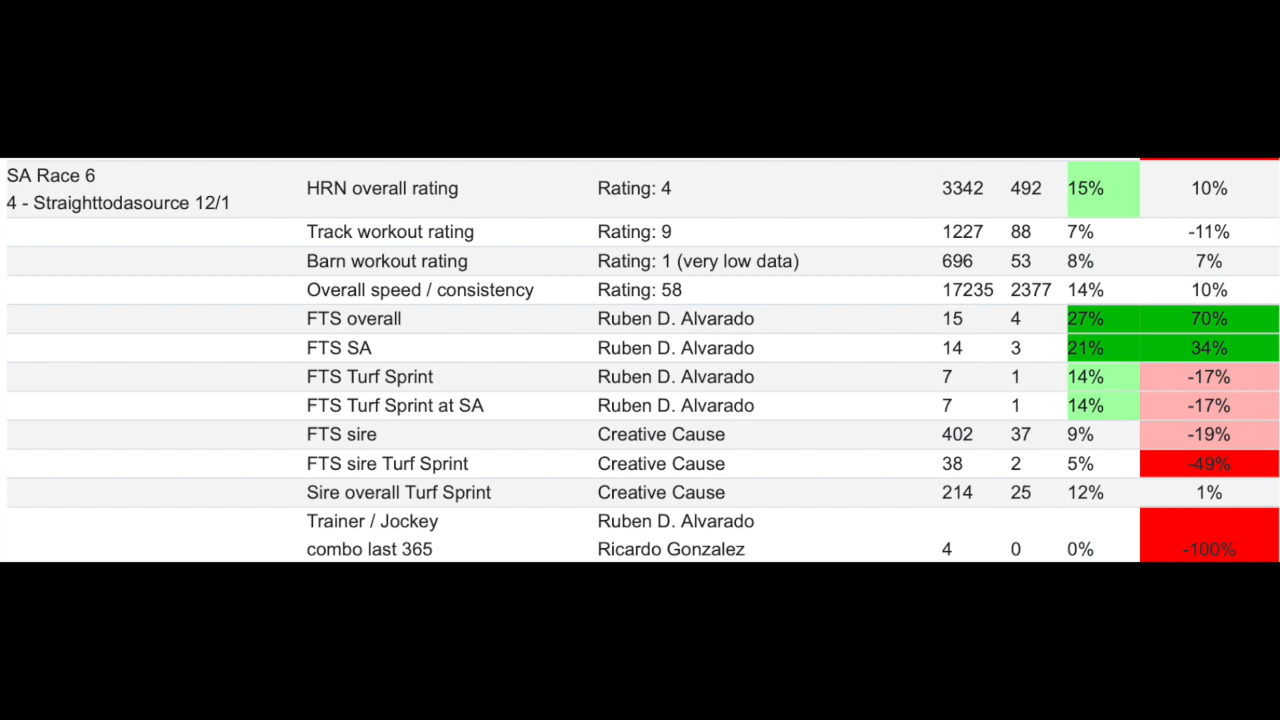 SA Race 6
4 - Straighttodasource 12/1
HRN overall rating Rating: 4 3342 492 15% 10%
Track workout rating Rating: 9 1227 88 7% -11%
Barn workout rating Rating: 1 (very low data) 696 53 8% 7%
Overall speed / consistency Rating: 58 17235 2377 14% 10%
FTS overall Ruben D. Alvarado 15 4 27% 70%
FTS SA Ruben D. Alvarado 14 3 21% 34%
FTS Turf Sprint Ruben D. Alvarado 7 1 14% -17%
FTS Turf Sprint at SA Ruben D. Alvarado 7 1 14% -17%
FTS sire Creative Cause 402 37 9% -19%
FTS sire Turf Sprint Creative Cause 38 2 5% -49%
Sire overall Turf Sprint Creative Cause 214 25 12% 1%
Trainer / Jockey Ruben D. Alvarado
combo last 365 Ricardo Gonzalez 4 0 0% -100%